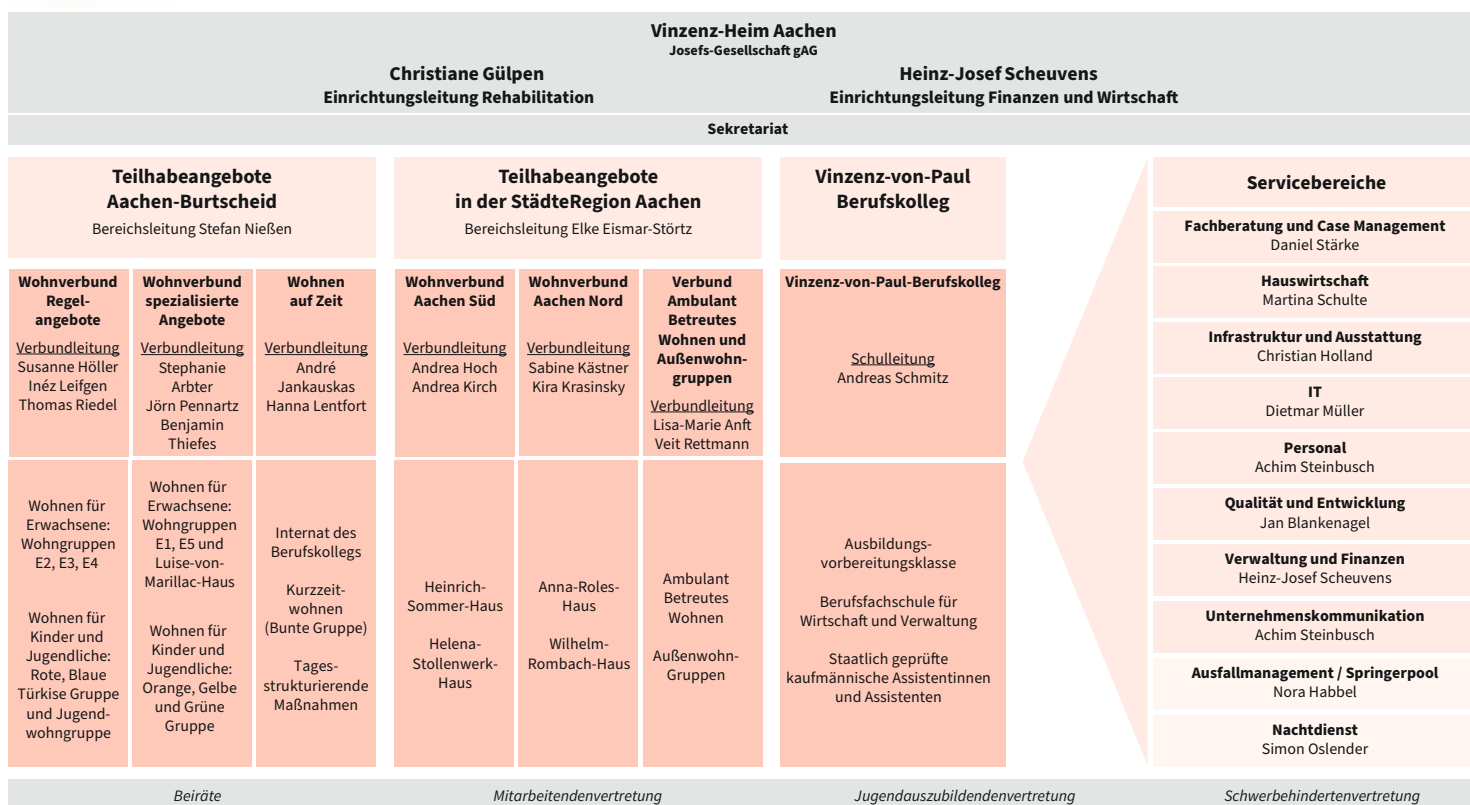 Vinzenz-Heim Aachen
Josefs-Gesellschaft gAG
Christiane Gülpen
Einrichtungsleitung Rehabilitation
Heinz-Josef Scheuvens
Einrichtungsleitung Finanzen und Wirtschaft
Sekretariat
Teilhabeangebote
Aachen-Burtscheid
Bereichsleitung Stefan Nießen
Wohnverbund
Regel-
angebote
Verbundleitung
Susanne Höller
Inéz Leifgen
Thomas Riedel
Wohnen für
Erwachsene:
Wohngruppen
E2, E3, E4
Wohnen für
Kinder und
Jugendliche:
Rote, Blaue
Türkise Gruppe
und Jugend-
wohngruppe
Wohnverbund
spezialisierte
Angebote
Verbundleitung
Stephanie
Arbter
Jörn Pennartz
Benjamin
Thiefes
Wohnen für
Erwachsene:
Wohngruppen
E1, E5 und
Luise-von-
Marillac-Haus
Wohnen für
Kinder und
Jugendliche:
Orange, Gelbe
und Grüne
Gruppe
Wohnen
auf Zeit
Verbundleitung
André
Jankauskas
Hanna Lentfort
Internat des
Berufskollegs
Kurzzeit-
wohnen
(Bunte Gruppe)
Tages-
strukturierende
Maßnahmen
Teilhabeangebote
in der StädteRegion Aachen
Bereichsleitung Elke Eismar-Störtz
Wohnverbund
Aachen Süd
Verbundleitung
Andrea Hoch
Andrea Kirch
Heinrich-
Sommer-Haus
Helena-
Stollenwerk-
Haus
Wohnverbund
Aachen Nord
Verbundleitung
Sabine Kästner
Kira Krasinsky
Anna-Roles-
Haus
Wilhelm-
Rombach-Haus
Verbund
Ambulant
Betreutes
Wohnen und
Außenwohn-
gruppen
Verbundleitung
Lisa-Marie Anft
Veit Rettmann
Ambulant
Betreutes
Wohnen
Außenwohn-
Gruppen
Vinzenz-von-Paul
Berufskolleg
Vinzenz-von-Paul-Berufskolleg
Schulleitung
Andreas Schmitz
Ausbildungs-
vorbereitungsklasse
Berufsfachschule für
Wirtschaft und Verwaltung
Staatlich geprüfte
kaufmännische Assistentinnen
und Assistenten
Servicebereiche
Fachberatung und Case Management
Daniel Stärke
Hauswirtschaft
Martina Schulte
Infrastruktur und Ausstattung
Christian Holland
IT
Dietmar Müller
Personal
Achim Steinbusch
Qualität und Entwicklung
Jan Blankenagel
Verwaltung und Finanzen
Heinz-Josef Scheuvens
Unternehmenskommunikation
Achim Steinbusch
Ausfallmanagement / Springerpool
Nora Habbel
Nachtdienst
Simon Oslender
Beiräte
Mitarbeitendenvertretung
Jugendauszubildendenvertretung
Schwerbehindertenvertretung